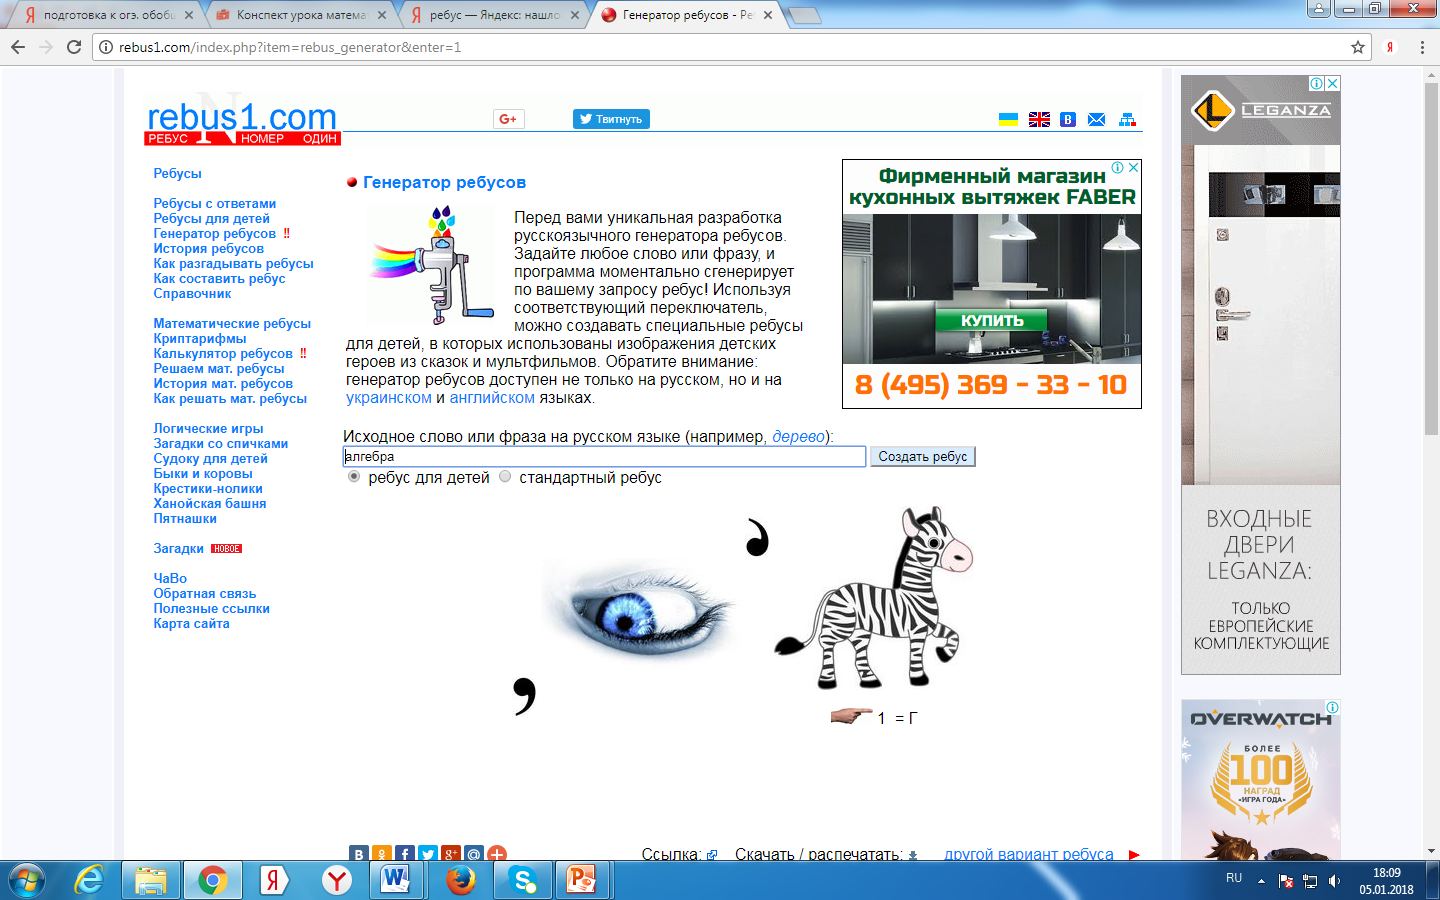 подготовка к огэ. обобщ
Конспект урока матема
ребус — Яндекс: нашло
Генератор ребусов - Ре
rebus1.com/index.php?item=rebus_generator&enter=1
rebus1.com
РЕБУС N НОМЕР ОДИН
G+
Твитнуть
B
Ребусы
Ребусы с ответами
Ребусы для детей
Генератор ребусов !!
История ребусов
Как разгадывать ребусы
Как составить ребус
Справочник
Математические ребусы
Криптарифмы
Калькулятор ребусов !!
Решаем мат. ребусы
История мат. ребусов
Как решать мат. ребусы
Логические игры
Загадки со спичками
Судоку для детей
Быки и коровы
Крестики-нолики
Ханойская башня
Пятнашки
Загадки НОВОЕ
ЧаВо
Обратная связь
Полезные ссылки
Карта сайта
Генератор ребусов
Перед вами уникальная разработка
русскоязычного генератора ребусов.
Задайте любое слово или фразу, и
программа моментально сгенерирует
по вашему запросу ребус! Используя
соответствующий переключатель,
можно создавать специальные ребусы
для детей, в которых использованы изображения детских
героев из сказок и мультфильмов. Обратите внимание:
генератор ребусов доступен не только на русском, но и на
украинском и английском языках.
Фирменный магазин
кухонных вытяжек FABER
КУПИТЬ
8 (495) 369 - 33 - 10
Исходное слово или фраза на русском языке (например, дерево):
алгебра
Создать ребус
ребус для детей
стандартный ребус
,
,
1 = Г
Ссылка:
Скачать / распечатать:
другой вариант ребуса
LEGANZA
ВХОДНЫЕ
ДВЕРИ
LEGANZA:
ТОЛЬКО
ЕВРОПЕЙСКИЕ
КОМПЛЕКТУЮЩИЕ
OVERWATCH
БОЛЕЕ
100
НАГРАД
«ИГРА ГОДА»
RU
18:09
05.01.2018